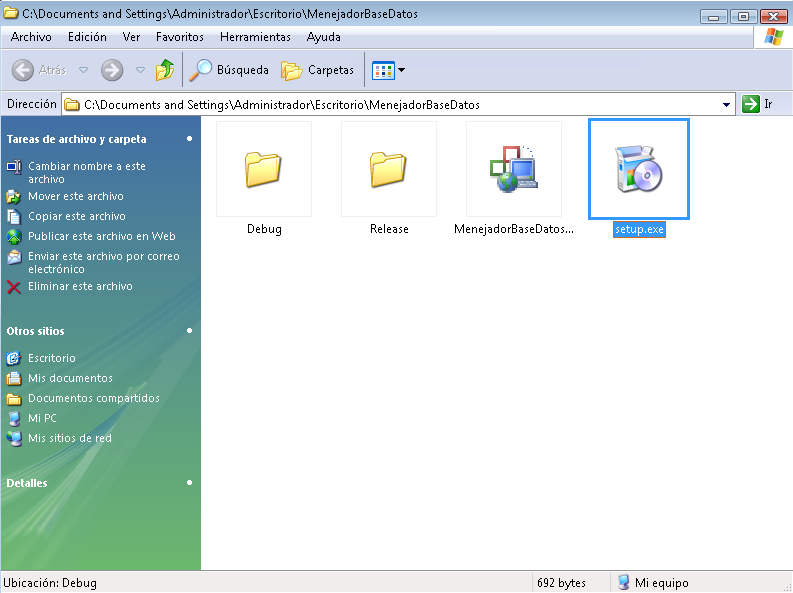 C:\Documents and Settings\Administrador\Escritorio\MenejadorBaseDatos
Archivo Edición Ver Favoritos Herramientas Ayuda
Atrás Búsqueda Carpetas
Dirección C:\Documents and Settings\Administrador\Escritorio\MenejadorBaseDatos Ir
Tareas de archivo y carpeta
Cambiar nombre a este
archivo
Mover este archivo
Copiar este archivo
Publicar este archivo en Web
Enviar este archivo por correo
electrónico
Eliminar este archivo
Otros sitios
Escritorio
Mis documentos
Documentos compartidos
Mi PC
Mis sitios de red
Detalles
Debug
Release
MenejadorBaseDatos...
setup.exe
Ubicación: Debug
692 bytes
Mi equipo